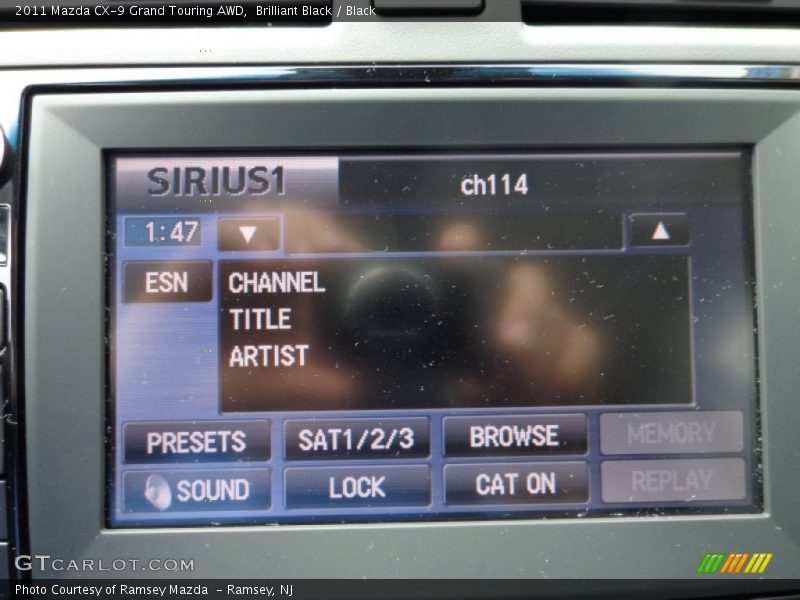 2011 Mazda CX-9 Grand Touring AWD, Brilliant Black / Black
SIRIUS1 ch114
1:47 ▼ ▲
ESN CHANNEL
TITLE
ARTIST
PRESETS SAT1/2/3 BROWSE MEMORY
SOUND LOCK CAT ON REPLAY
GTCARLOT.COM
Photo Courtesy of Ramsey Mazda - Ramsey, NJ